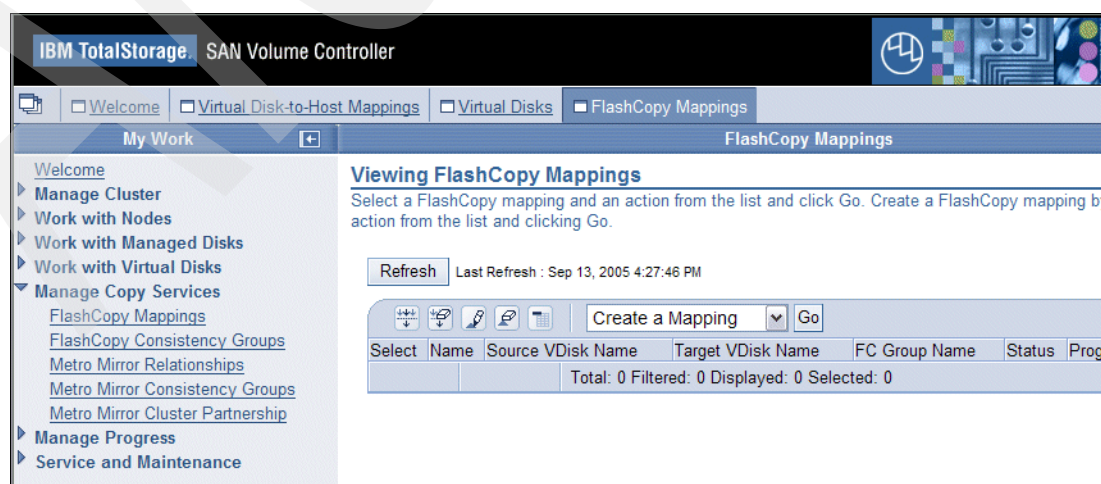 IBM TotalStorage. SAN Volume Controller
Welcome Virtual Disk-to-Host Mappings Virtual Disks FlashCopy Mappings
My Work
FlashCopy Mappings
Welcome
Manage Cluster
Work with Nodes
Work with Managed Disks
Work with Virtual Disks
Manage Copy Services
FlashCopy Mappings
FlashCopy Consistency Groups
Metro Mirror Relationships
Metro Mirror Consistency Groups
Metro Mirror Cluster Partnership
Manage Progress
Service and Maintenance
Viewing FlashCopy Mappings
Select a FlashCopy mapping and an action from the list and click Go. Create a FlashCopy mapping b
action from the list and clicking Go.
Refresh Last Refresh : Sep 13, 2005 4:27:46 PM
Create a Mapping Go
Select Name Source VDisk Name Target VDisk Name FC Group Name Status Prog
Total: 0 Filtered: 0 Displayed: 0 Selected: 0